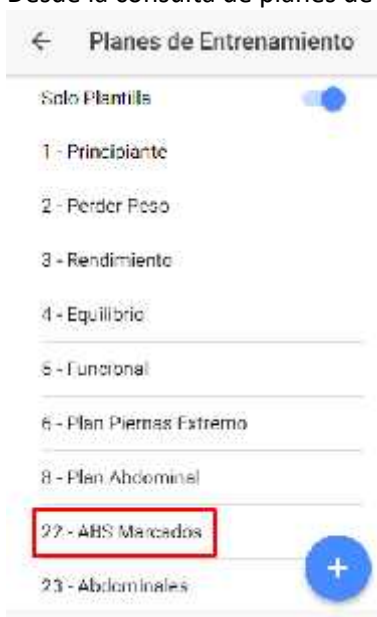 Desde la consulta de planes de
← Planes de Entrenamiento
Solo Plantilla
1 - Principiante
2 - Perder Peso
3 - Rendimiento
4 - Equilibrio
5 - Funcional
6 - Plan Piernas Extremo
8 - Plan Abdominal
22 - ABS Marcados
+
23 - Abdominales